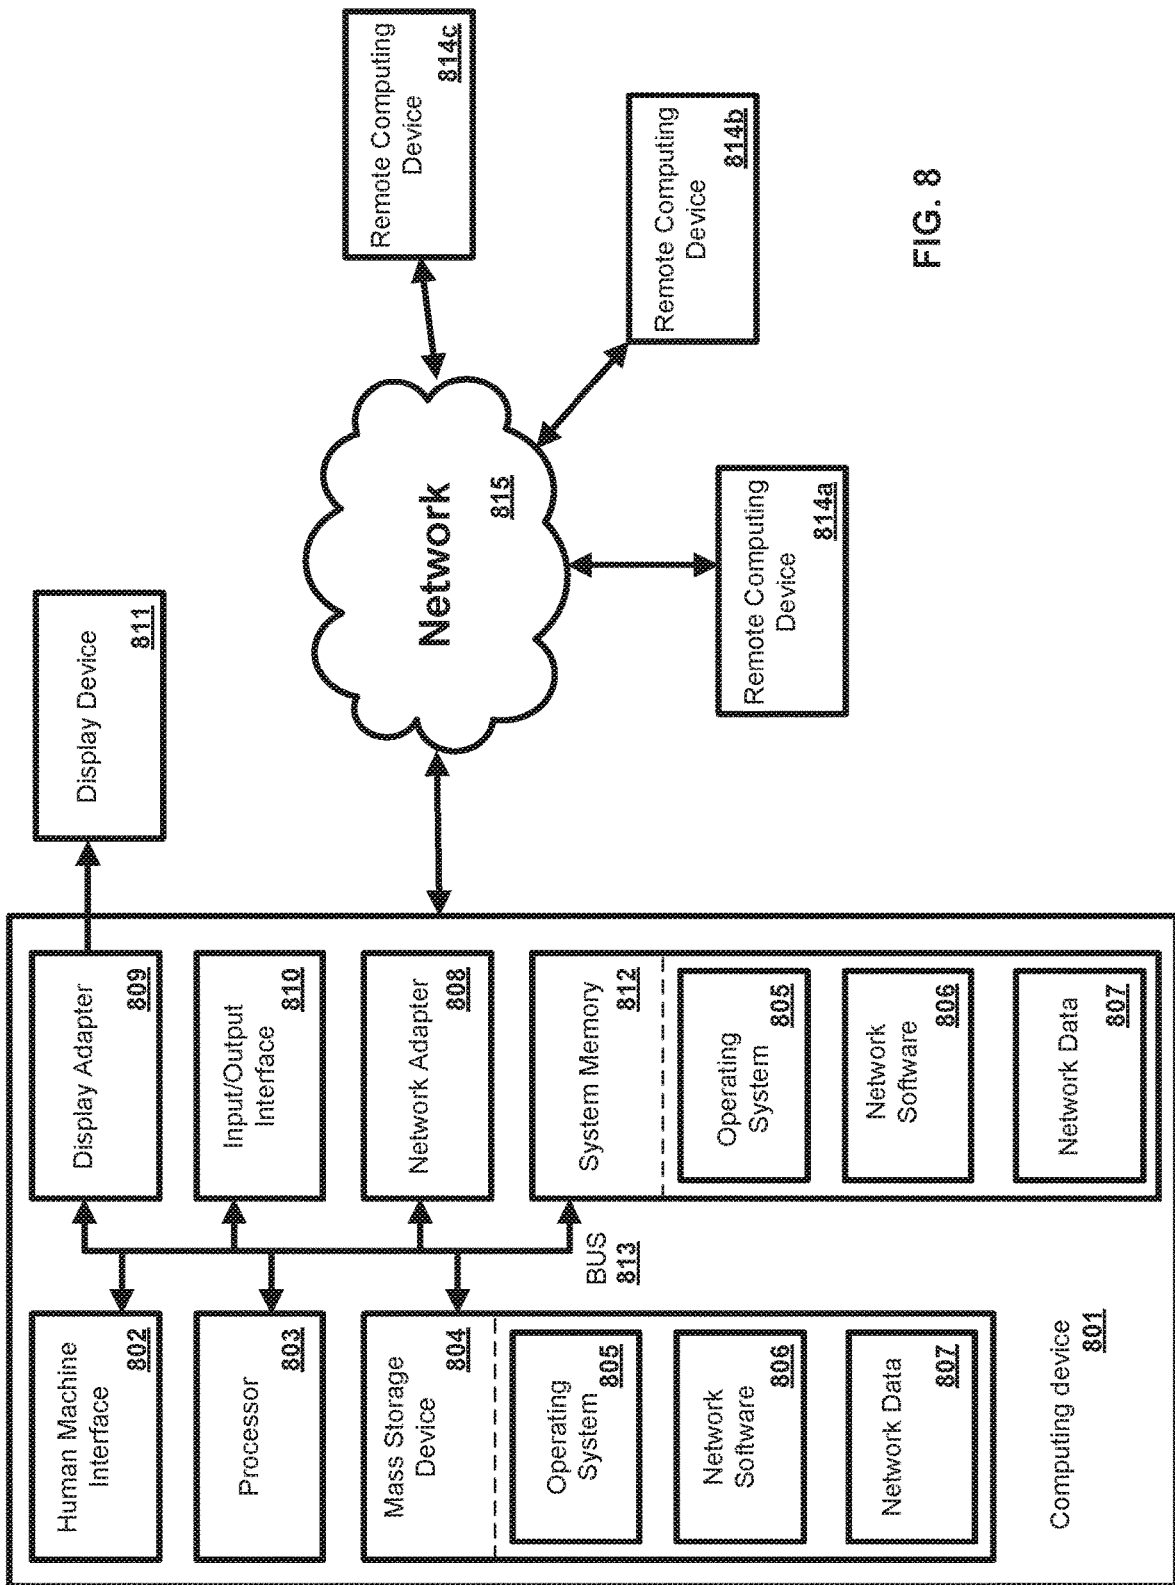 Human Machine
Interface
802
Processor
803
Mass Storage
Device
804
Operating
System
805
Network
Software
806
Network Data
807
Computing device
801
BUS
813
Display Adapter
809
Input/Output
Interface
810
Network Adapter
808
System Memory
812
Operating
System
805
Network
Software
806
Network Data
807
Display Device
811
Network
815
Remote Computing
Device
814a
Remote Computing
Device
814b
Remote Computing
Device
814c
FIG. 8